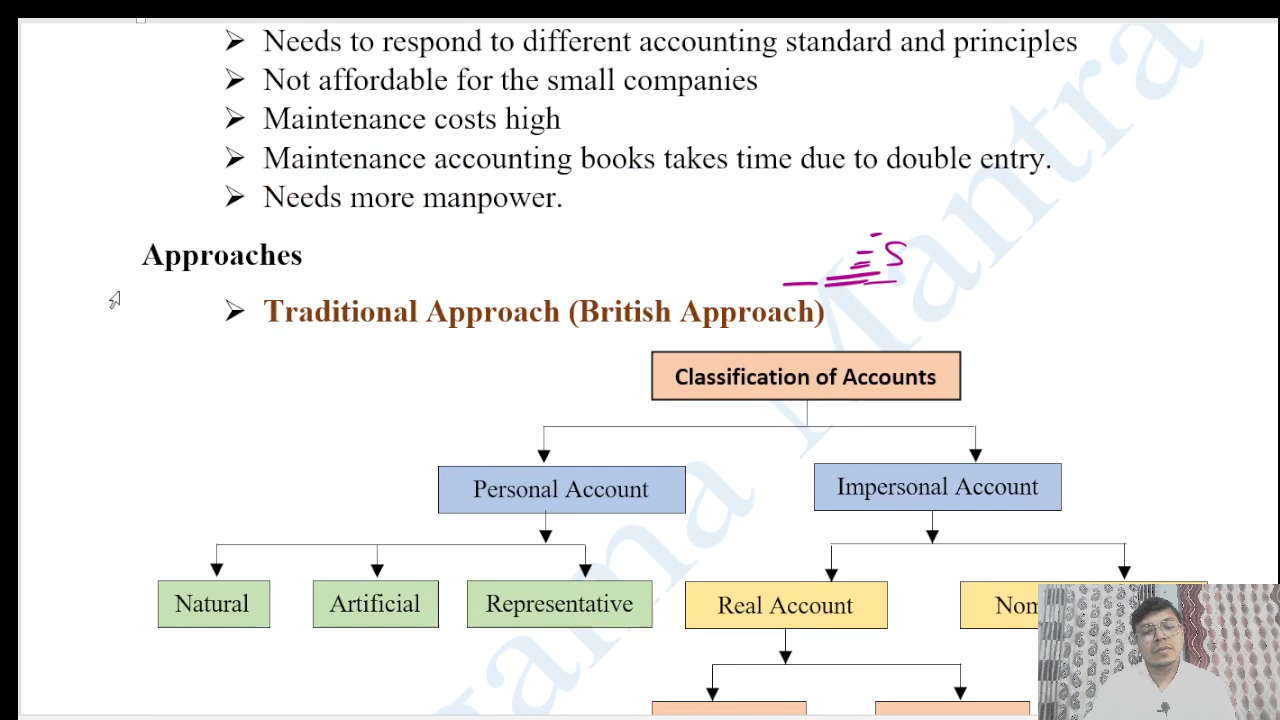 ➢ Needs to respond to different accounting standard and principles
➢ Not affordable for the small companies
➢ Maintenance costs high
➢ Maintenance accounting books takes time due to double entry.
➢ Needs more manpower.
Approaches
➢ Traditional Approach (British Approach)
Classification of Accounts
Personal Account
Impersonal Account
Natural
Artificial
Representative
Real Account
Mantra